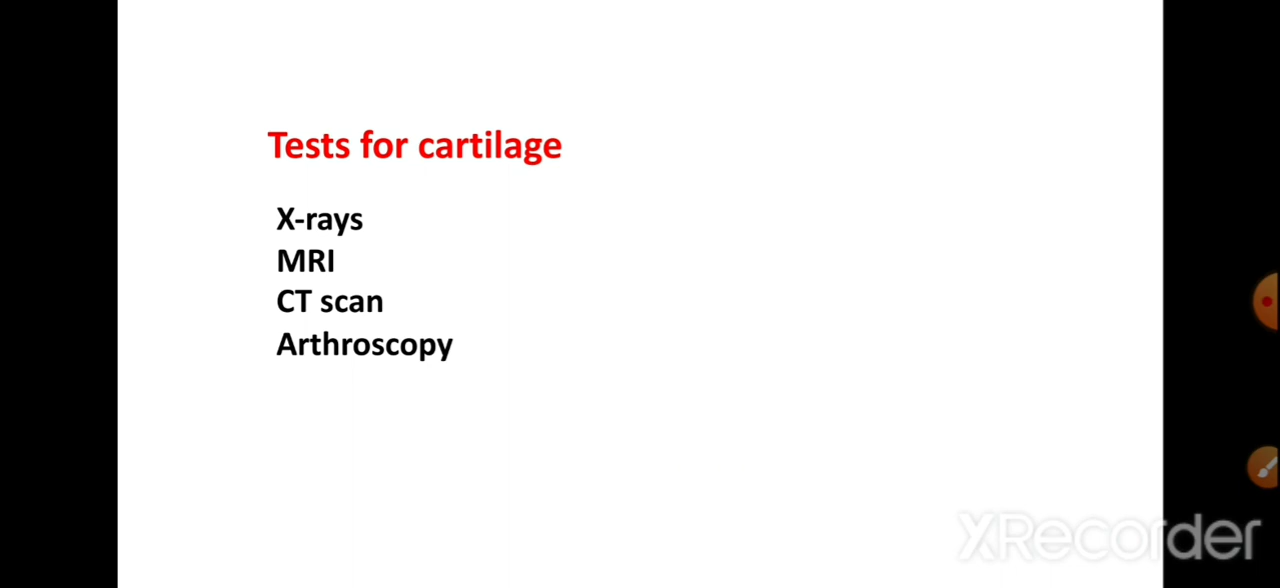 Tests for cartilage
X-rays
MRI
CT scan
Arthroscopy
XRecorder